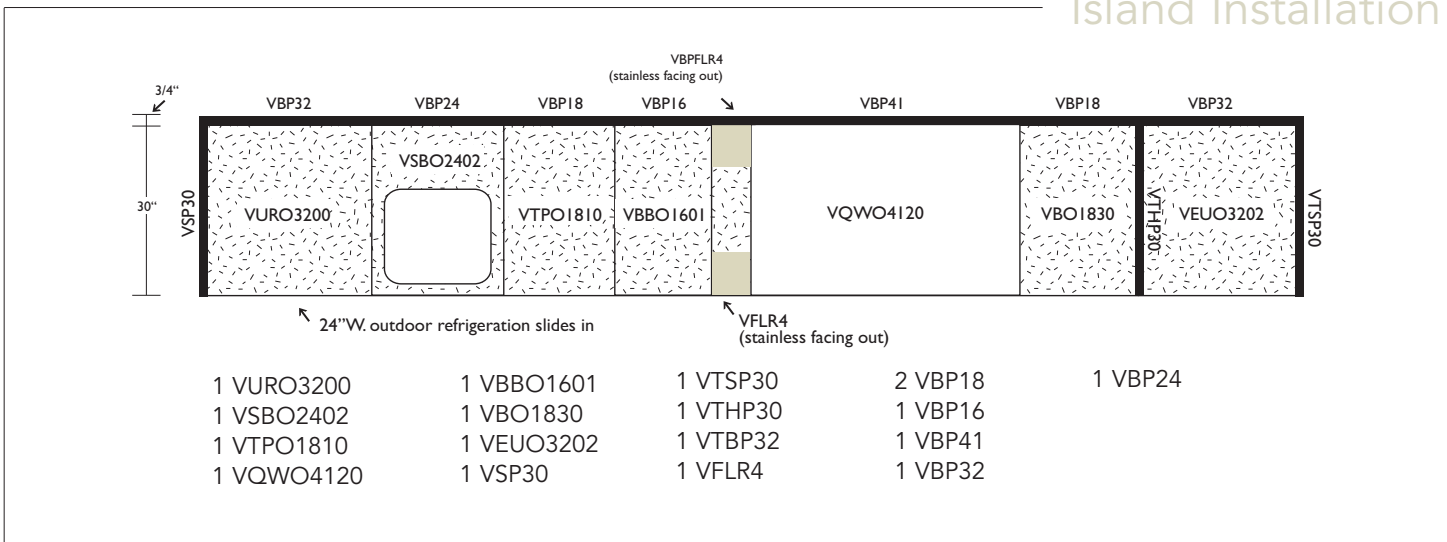 Island Installation
VBPFLR4
(stainless facing out)
3/4“
VBP32
VBP24
VBP18
VBP16
VBP41
VBP18
VBP32
30“
VSP30
VURO3200
VSBO2402
VTPO1810
VBBO1601
VQWO4120
VBO1830
VTHP30
VEUO3202
VTSP30
24”W. outdoor refrigeration slides in
VFLR4
(stainless facing out)
1 VURO3200
1 VSBO2402
1 VTPO1810
1 VQWO4120
1 VBBO1601
1 VBO1830
1 VEUO3202
1 VSP30
1 VTSP30
1 VTHP30
1 VTBP32
1 VFLR4
2 VBP18
1 VBP16
1 VBP41
1 VBP32
1 VBP24